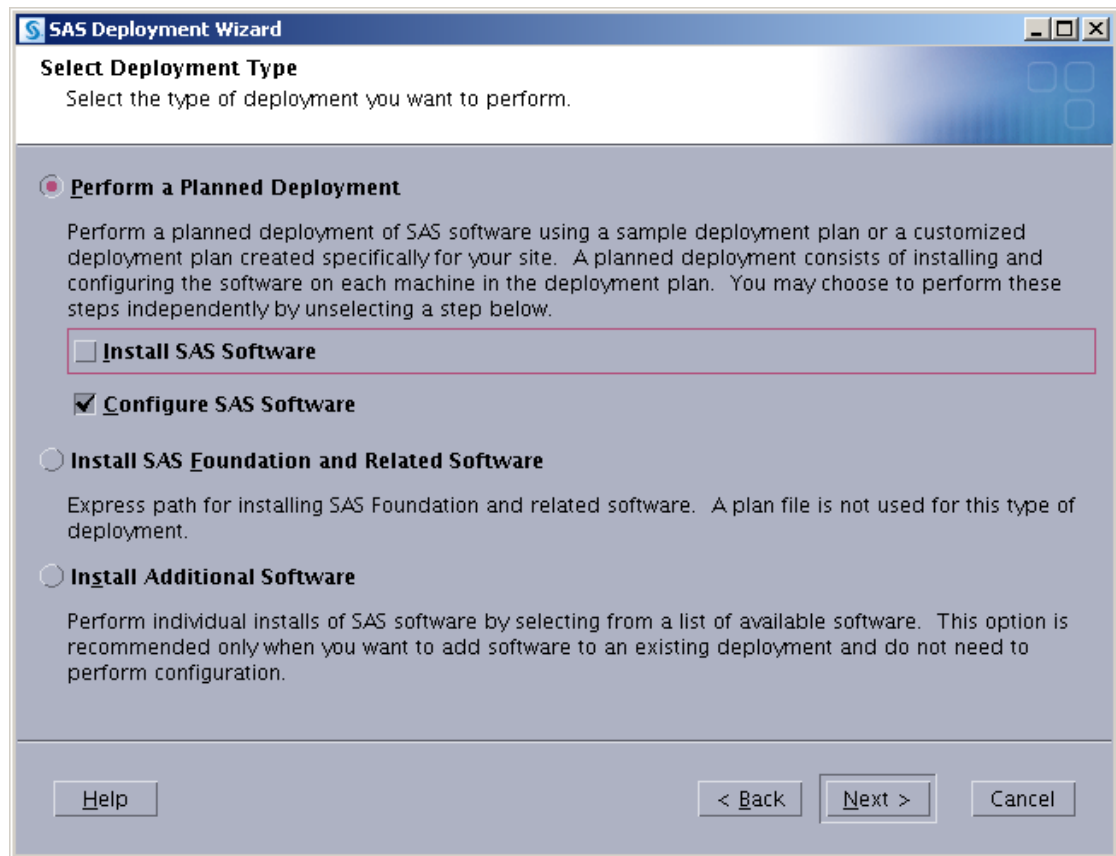 SAS Deployment Wizard
Select Deployment Type
Select the type of deployment you want to perform.
Perform a Planned Deployment
Perform a planned deployment of SAS software using a sample deployment plan or a customized
deployment plan created specifically for your site. A planned deployment consists of installing and
configuring the software on each machine in the deployment plan. You may choose to perform these
steps independently by unselecting a step below.
Install SAS Software
Configure SAS Software
Install SAS Foundation and Related Software
Express path for installing SAS Foundation and related software. A plan file is not used for this type of
deployment.
Install Additional Software
Perform individual installs of SAS software by selecting from a list of available software. This option is
recommended only when you want to add software to an existing deployment and do not need to
perform configuration.
Help
< Back
Next >
Cancel